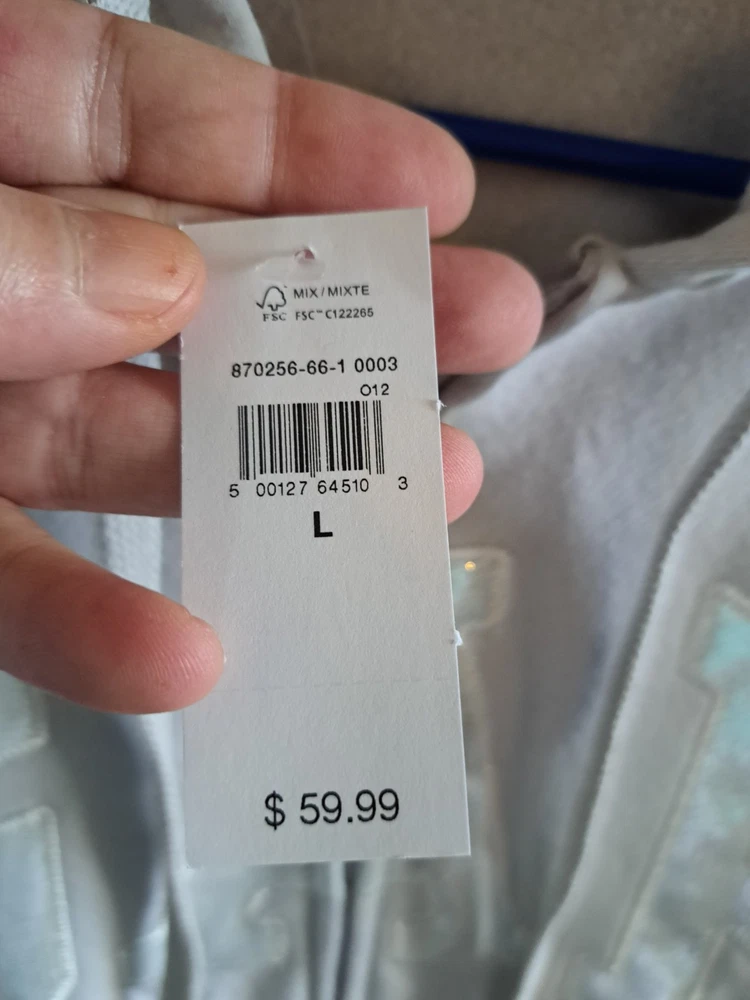 MIX/MIXTE
FSC FSC™ C122265
870256-66-1 0003
O12
5 00127 64510 3
L
$ 59.99